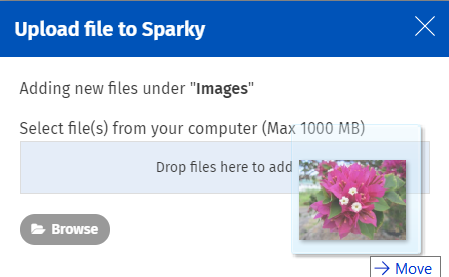 Upload file to Sparky
Adding new files under "Images"
Select file(s) from your computer (Max 1000 MB)
Drop files here to add
Browse
Move